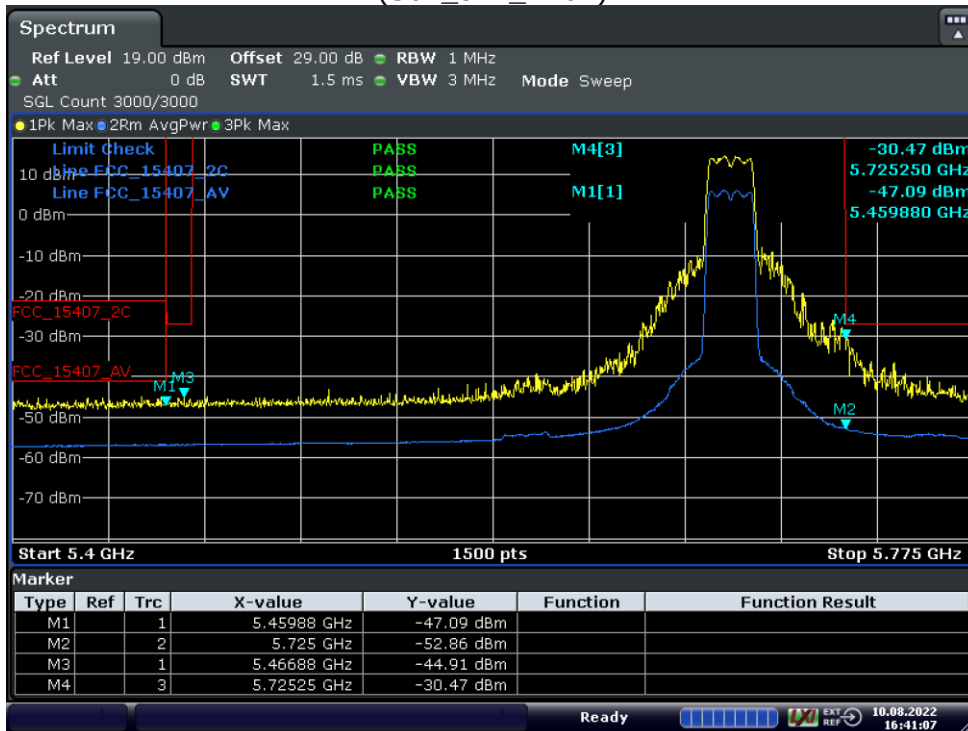 Spectrum
Ref Level 19.00 dBm Offset 29.00 dB RBW 1 MHz
Att 0 dB SWT 1.5 ms VBW 3 MHz Mode Sweep
SGL Count 3000/3000
1Pk Max 2Rm AvgPwr 3Pk Max
Limit Check PASS M4[3] -30.47 dBm
10 dBm Line FCC_15407_2C PASS 5.725250 GHz
Line FCC_15407_AV PASS M1[1] -47.09 dBm
0 dBm 5.459880 GHz
-10 dBm
-20 dBm
FCC_15407_2C
M4
-30 dBm
FCC_15407_AV
M1 M3
M2
-50 dBm
-60 dBm
-70 dBm
Start 5.4 GHz 1500 pts Stop 5.775 GHz
Marker
Type Ref Trc X-value Y-value Function Function Result
M1 1 5.45988 GHz -47.09 dBm
M2 2 5.725 GHz -52.86 dBm
M3 1 5.46688 GHz -44.91 dBm
M4 3 5.72525 GHz -30.47 dBm
Ready LXI EXT REF 10.08.2022
16:41:07